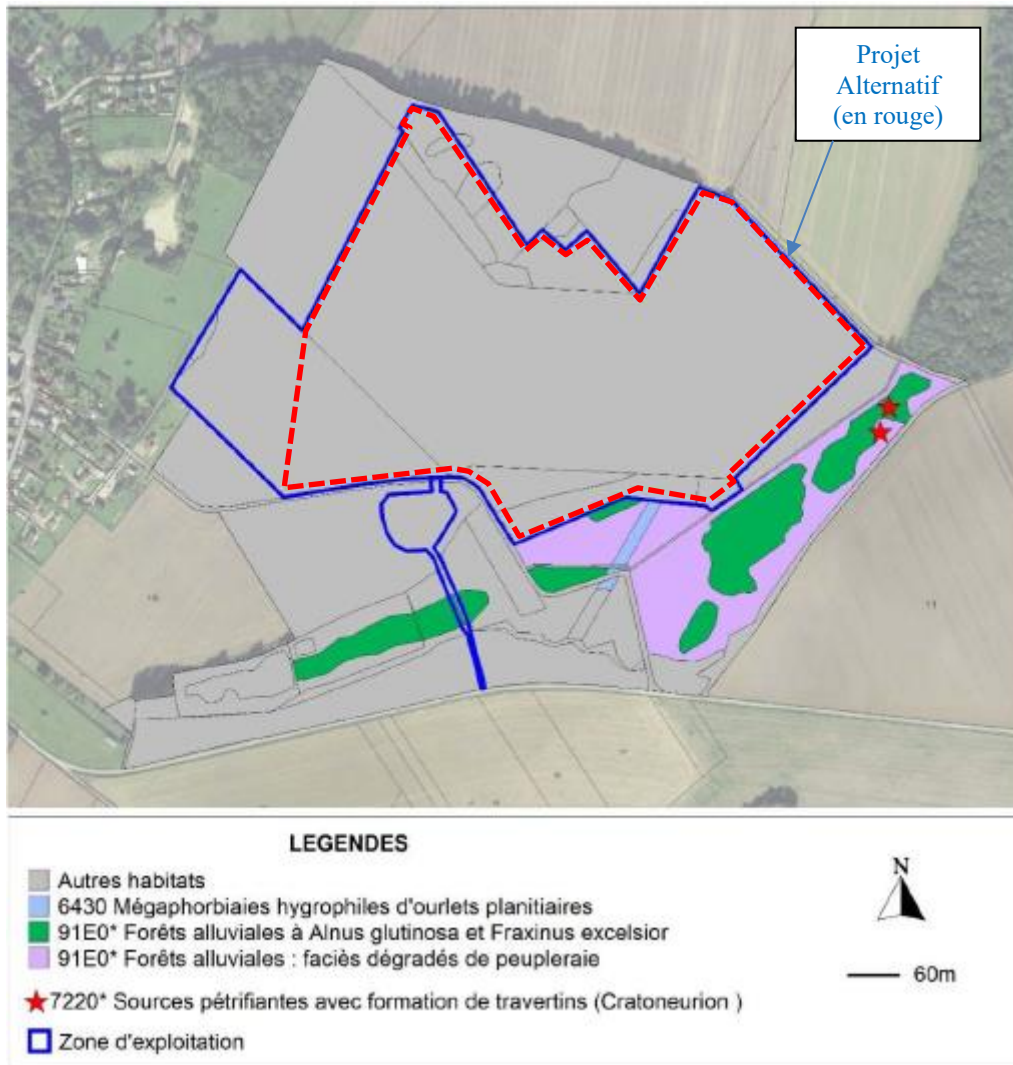 Projet
Alternatif
(en rouge)
LEGENDES
Autres habitats
6430 Mégaphorbiaies hygrophiles d'ourlets planitiaires
91E0* Forêts alluviales à Alnus glutinosa et Fraxinus excelsior
91E0* Forêts alluviales : faciès dégradés de peupleraie
7220* Sources pétrifiantes avec formation de travertins (Cratoneurion )
Zone d'exploitation
N
60m